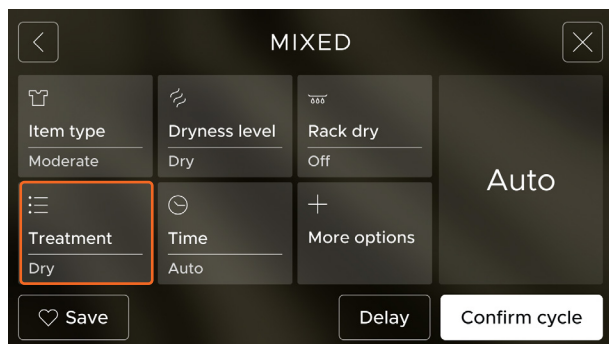 MIXED
Item type
Moderate
Dryness level
Dry
Rack dry
Off
Auto
Treatment
Dry
Time
Auto
More options
Save
Delay
Confirm cycle